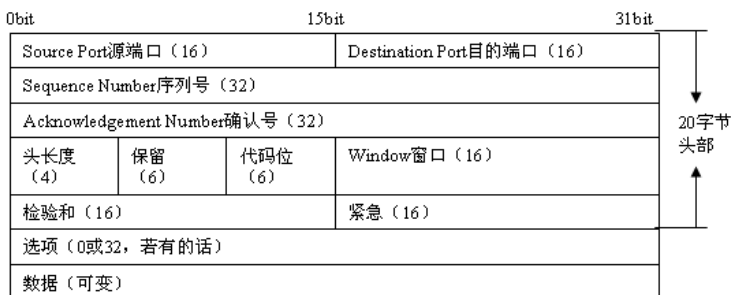 0bit 15bit 31bit
Source Port源端口（16） Destination Port目的端口（16）
Sequence Number序列号（32）
Acknowledgement Number确认号（32）
20字节
头部
头长度
（4）
保留
（6）
代码位
（6）
Window窗口（16）
检验和（16） 紧急（16）
选项（0或32，若有的话）
数据（可变）